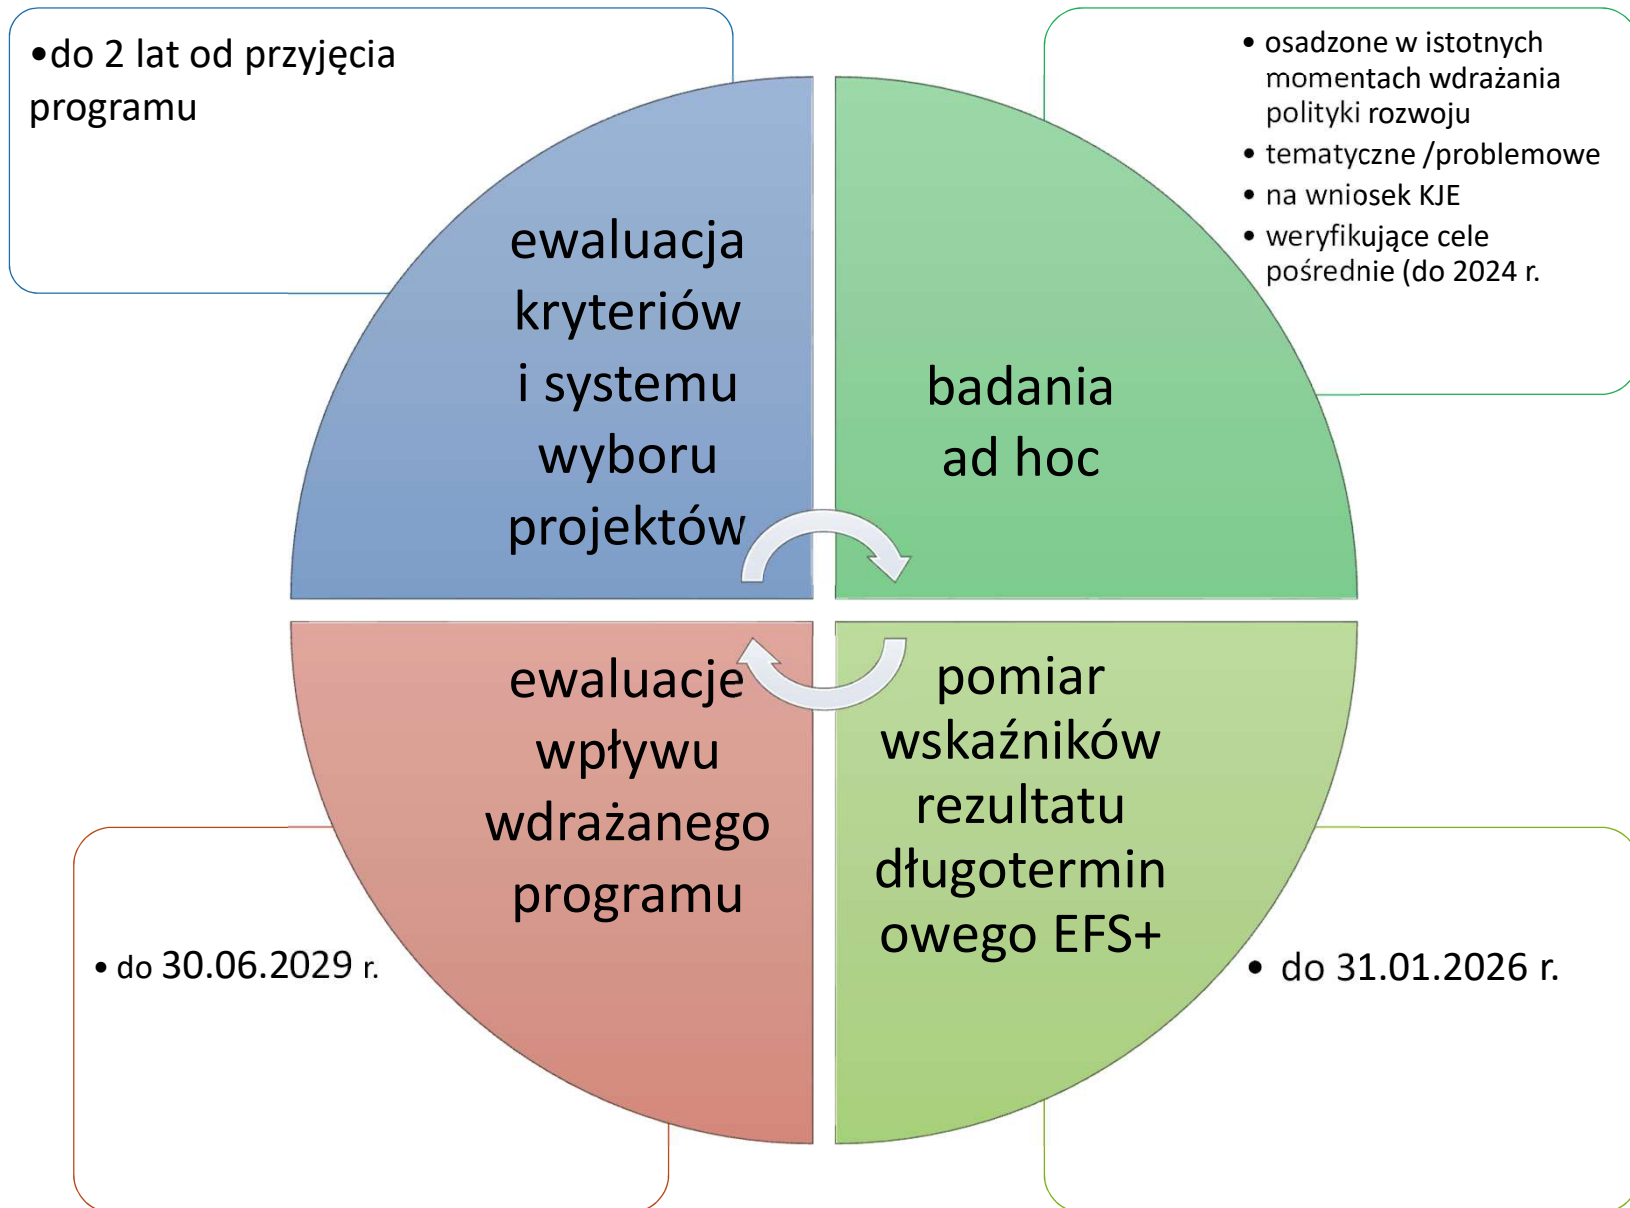 •do 2 lat od przyjęcia
programu
ewaluacja
kryteriów
i systemu
wyboru
projektów
• osadzone w istotnych
momentach wdrażania
polityki rozwoju
• tematyczne /problemowe
• na wniosek KJE
• weryfikujące cele
pośrednie (do 2024 r.
badania
ad hoc
ewaluacje
wpływu
wdrażanego
programu
• do 30.06.2029 r.
pomiar
wskaźników
rezultatu
długotermin
owego EFS+
• do 31.01.2026 r.